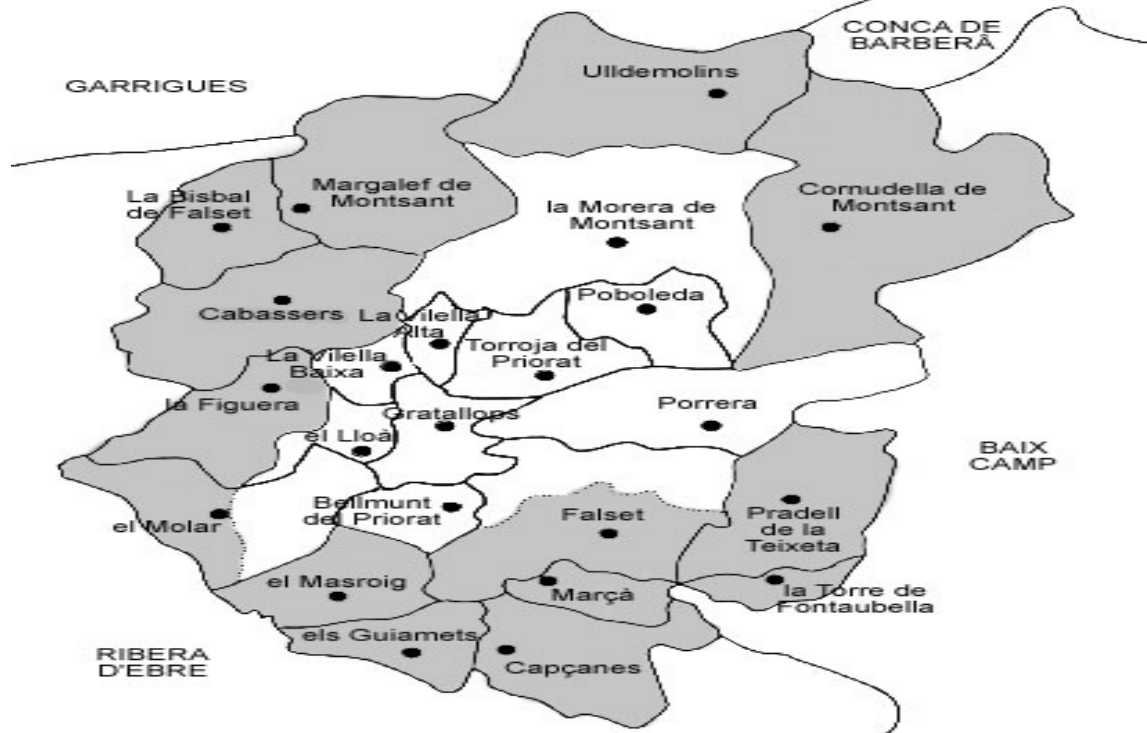 CONCA DE
BARBERÂ
GARRIGUES
Ulldemolins
La Bisbal
de Falset
Margalef de
Montsant
la Morera de
Montsant
Cornudella de
Montsant
Cabassers
La Vilella
Alta
Poboleda
Torroja del
Priorat
La Vilella
Baixa
la Figuera
Gratallops
Porrera
el Lloà
BAIX
CAMP
Bellmunt
del Priorat
el Molar
Falset
Pradell
de la
Teixeta
el Masroig
Marçà
la Torre de
Fontaubella
els Guiamets
Capçanes
RIBERA
D'EBRE